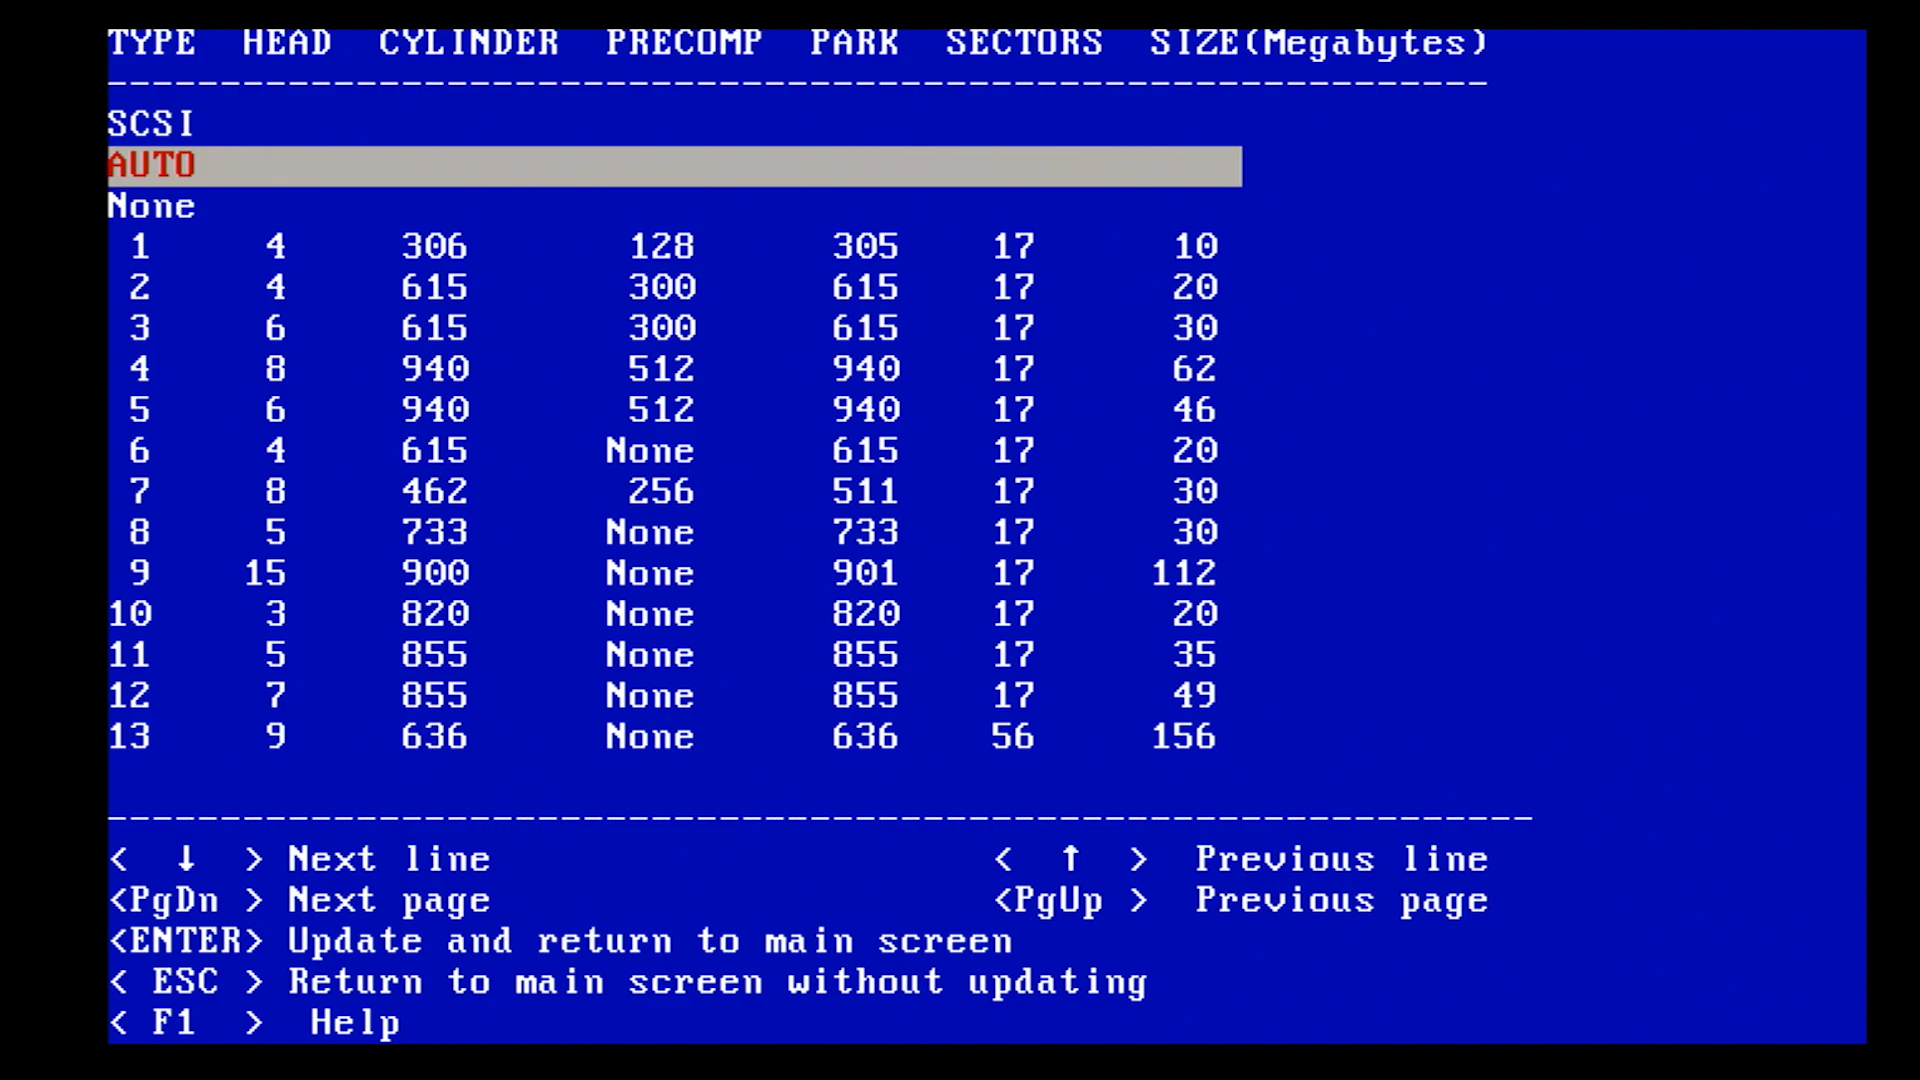 TYPE HEAD CYLINDER PRECOMP PARK SECTORS SIZE(Megabytes)
-------------------------------------------------------------
SCSI
AUTO
None
1 4 306 128 305 17 10
2 4 615 300 615 17 20
3 6 615 300 615 17 30
4 8 940 512 940 17 62
5 6 940 512 940 17 46
6 4 615 None 615 17 20
7 8 462 256 511 17 30
8 5 733 None 733 17 30
9 15 900 None 901 17 112
10 3 820 None 820 17 20
11 5 855 None 855 17 35
12 7 855 None 855 17 49
13 9 636 None 636 56 156
---------------------------------------------------------------
< ↓ > Next line < ↑ > Previous line
<PgDn > Next page <PgUp > Previous page
<ENTER> Update and return to main screen
< ESC > Return to main screen without updating
< F1 > Help